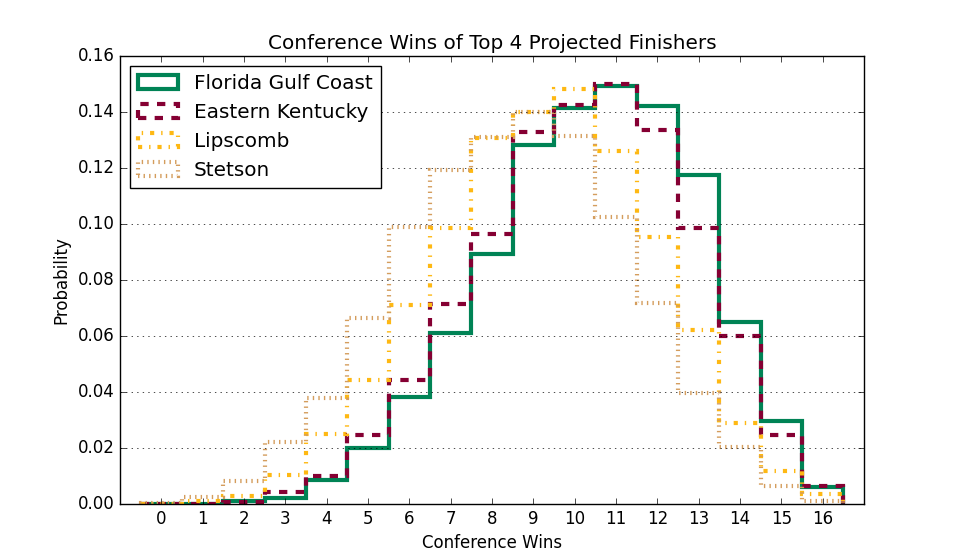 Conference Wins of Top 4 Projected Finishers
0.16
0.14
0.12
0.10
0.08
0.06
0.04
0.02
0.00
Probability
Florida Gulf Coast
Eastern Kentucky
Lipscomb
Stetson
0 1 2 3 4 5 6 7 8 9 10 11 12 13 14 15 16
Conference Wins